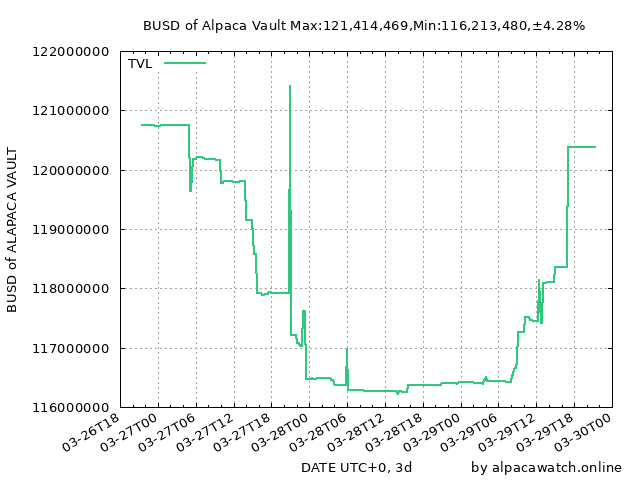 BUSD of Alpaca Vault Max:121,414,469,Min:116,213,480,±4.28%
122000000
TVL
121000000
120000000
119000000
118000000
117000000
116000000
BUSD of ALAPACA VAULT
03-26T18
03-27T00
03-27T06
03-27T12
03-27T18
03-28T00
03-28T06
03-28T12
03-28T18
03-29T00
03-29T06
03-29T12
03-29T18
03-30T00
DATE UTC+0, 3d
by alpacawatch.online